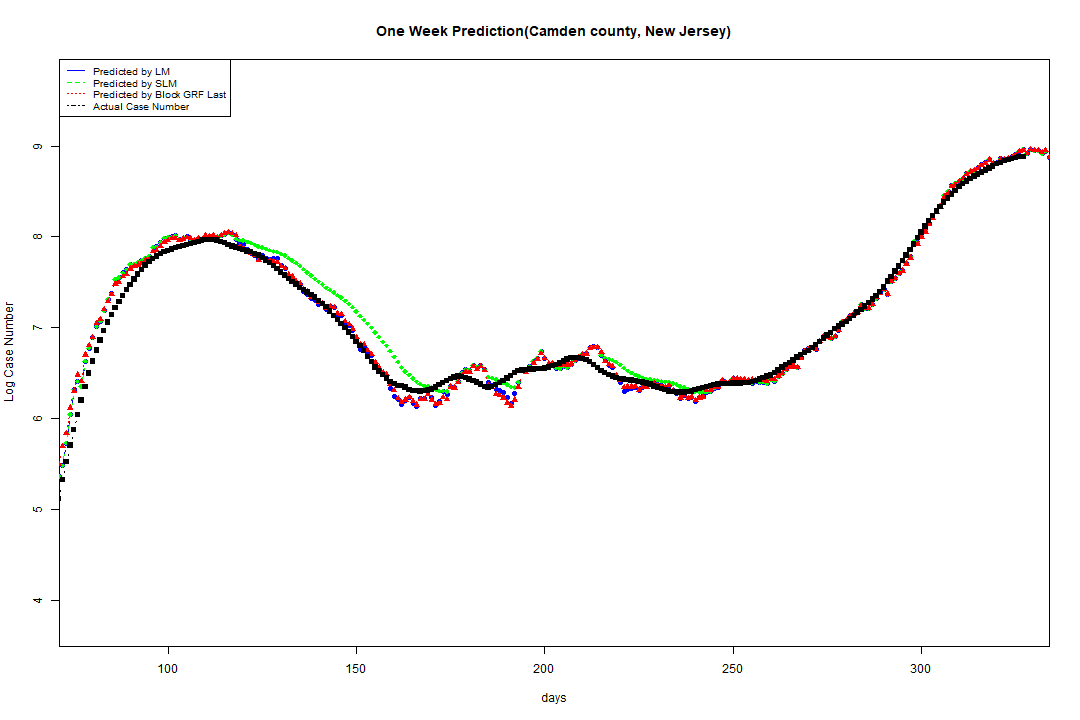 One Week Prediction(Camden county, New Jersey)
Predicted by LM
Predicted by SLM
Predicted by Block GRF Last
Actual Case Number
Log Case Number
9
8
7
6
5
4
100 150 200 250 300
days